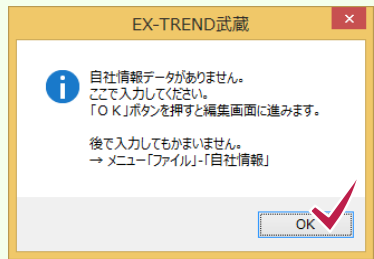 EX-TREND武蔵
自社情報データがありません。
ここで入力してください。
「OK」ボタンを押すと編集画面に進みます。
後で入力してもかまいません。
→ メニュー「ファイル」-「自社情報」
OK